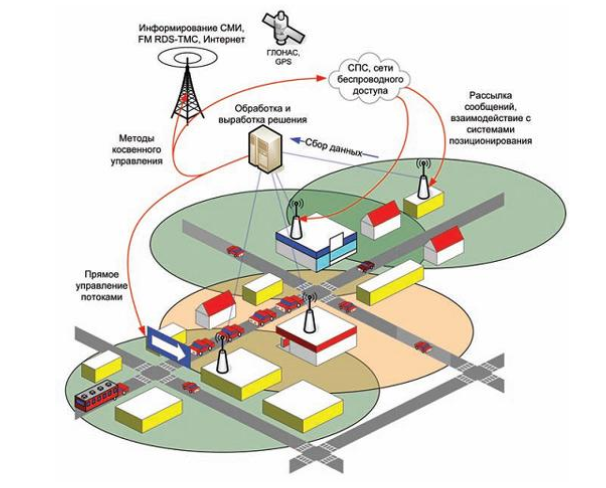 Информирование СМИ,
FM RDS-TMC, Интернет
ГЛОНАС,
GPS
СПС, сети
беспроводного
доступа
Рассылка
сообщений,
взаимодействие с
системами
позиционирования
Обработка и
выработка решения
Сбор данных
Методы
косвенного
управления
Прямое
управление
потоками